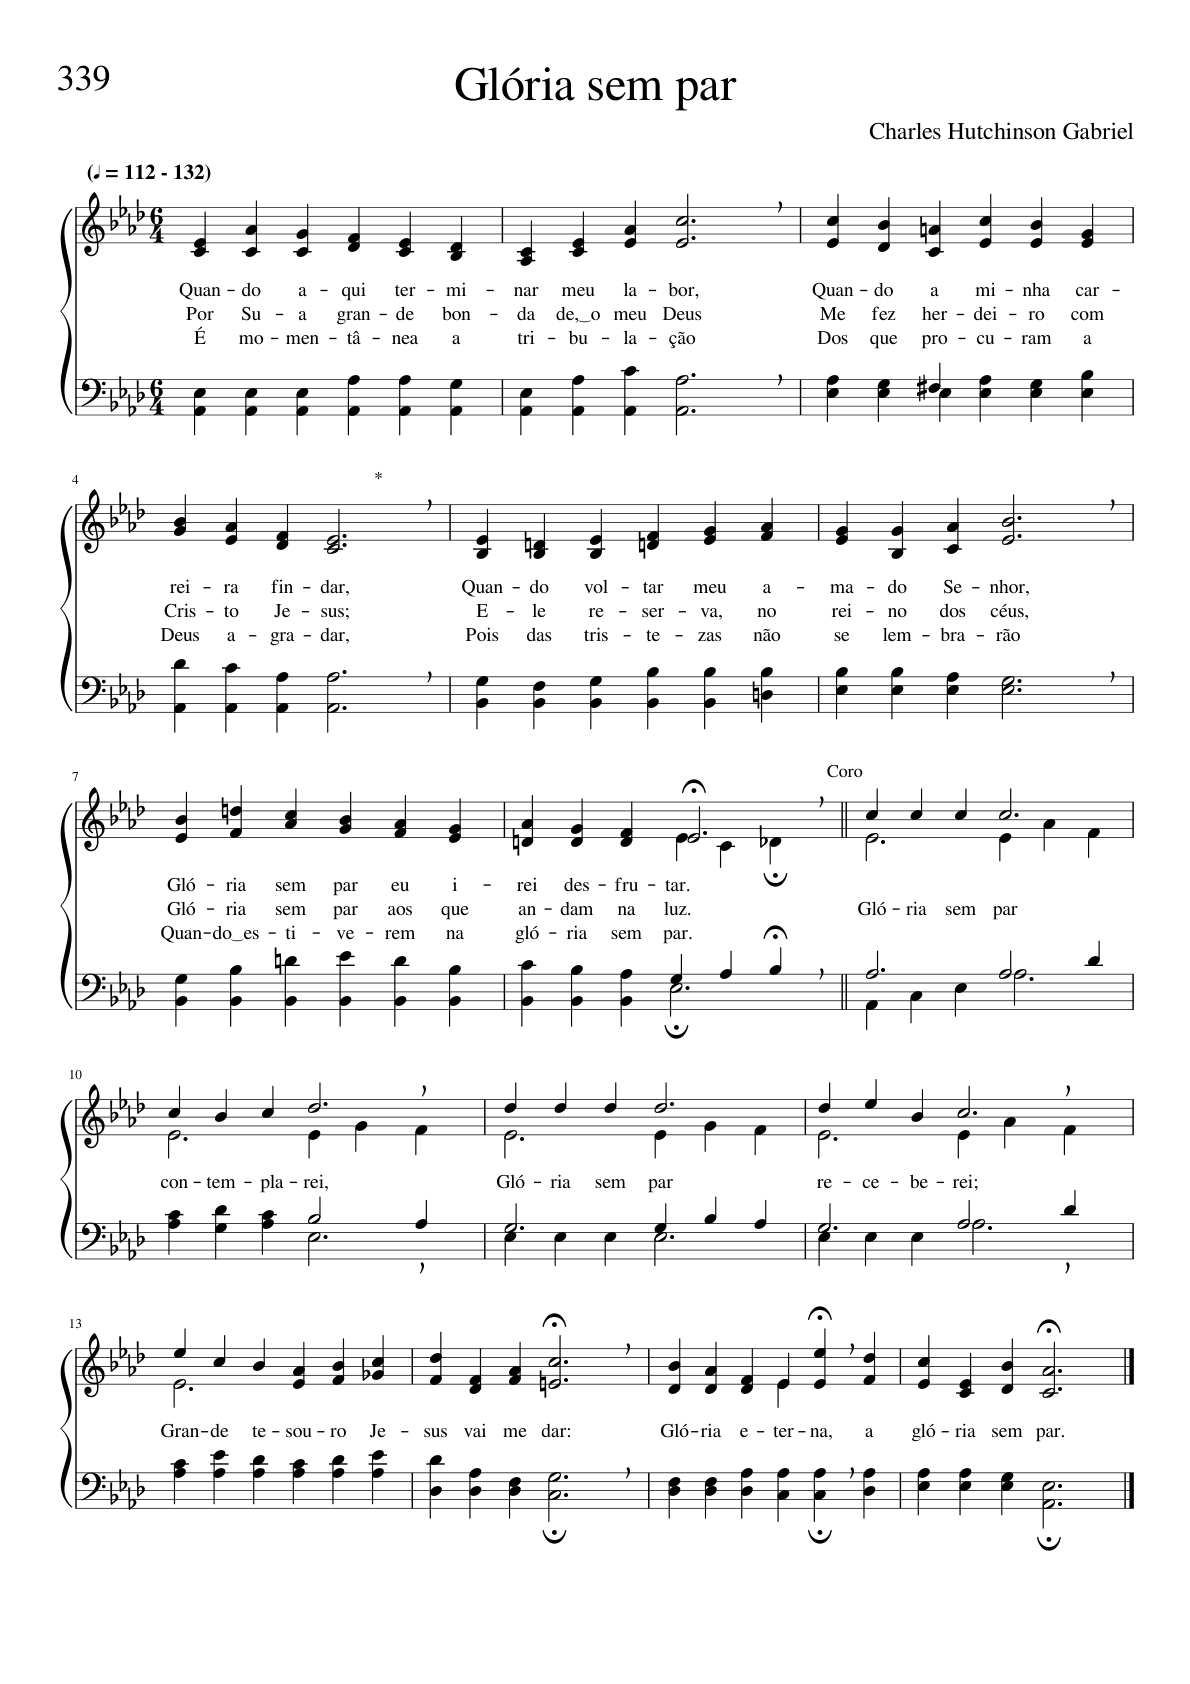 339
Glória sem par
Charles Hutchinson Gabriel
(♩ = 112 - 132)
6 4
Quan – do a – qui ter – mi – nar meu la – bor, Quan – do a mi – nha car –
Por Su – a gran – de bon – da de,‿o meu Deus Me fez her – dei – ro com
É mo – men – tâ – nea a tri – bu – la – ção Dos que pro – cu – ram a
6 4
4 *
rei – ra fin – dar, Quan – do vol – tar meu a – ma – do Se – nhor,
Cris – to Je – sus; E – le re – ser – va, no rei – no dos céus,
Deus a – gra – dar, Pois das tris – te – zas não se lem – bra – rão
7 Coro
Gló – ria sem par eu i – rei des – fru – tar.
Gló – ria sem par aos que an – dam na luz. Gló – ria sem par
Quan – do‿es – ti – ve – rem na gló – ria sem par.
10
con – tem – pla – rei, Gló – ria sem par re – ce – be – rei;
13
Gran – de te – sou – ro Je – sus vai me dar: Gló – ria e – ter – na, a gló – ria sem par.